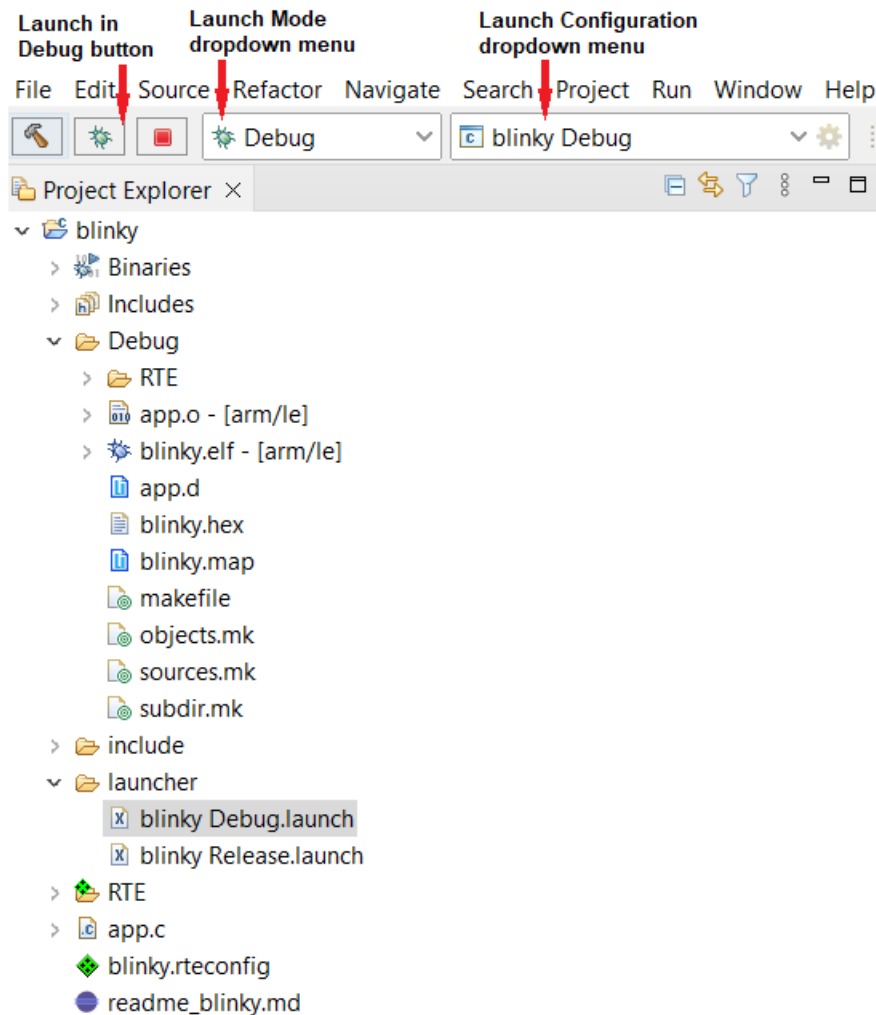 Launch in
Debug button
Launch Mode
dropdown menu
Launch Configuration
dropdown menu
File Edit Source Refactor Navigate Search Project Run Window Help
Debug
blinky Debug
Project Explorer
blinky
Binaries
Includes
Debug
RTE
app.o - [arm/le]
blinky.elf - [arm/le]
app.d
blinky.hex
blinky.map
makefile
objects.mk
sources.mk
subdir.mk
include
launcher
blinky Debug.launch
blinky Release.launch
RTE
app.c
blinky.rteconfig
readme_blinky.md